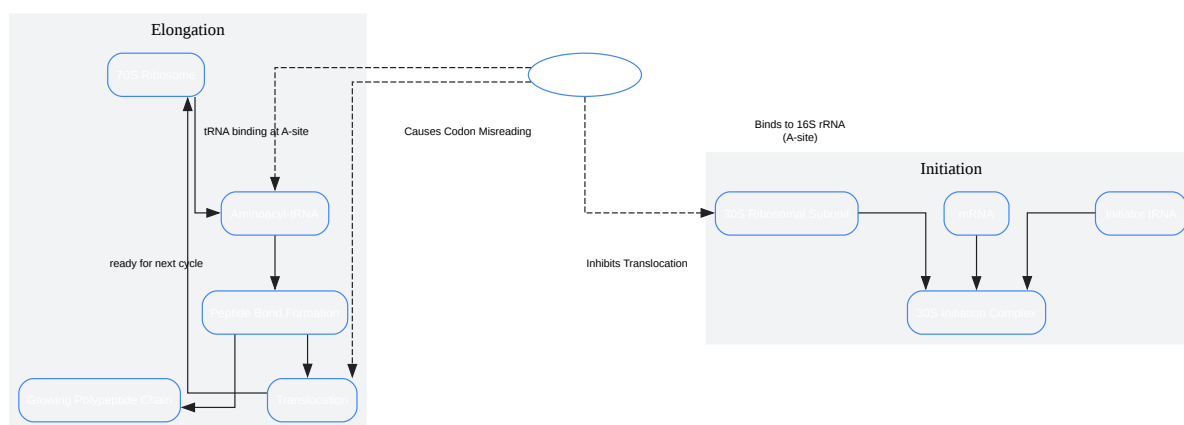 Elongation
70S Ribosome
tRNA binding at A-site
Causes Codon Misreading
Binds to 16S rRNA
(A-site)
Initiation
Aminoacyl-tRNA
30S Ribosomal Subunit
mRNA
Initiator tRNA
ready for next cycle
Inhibits Translocation
Peptide Bond Formation
30S Initiation Complex
Growing Polypeptide Chain
Translocation